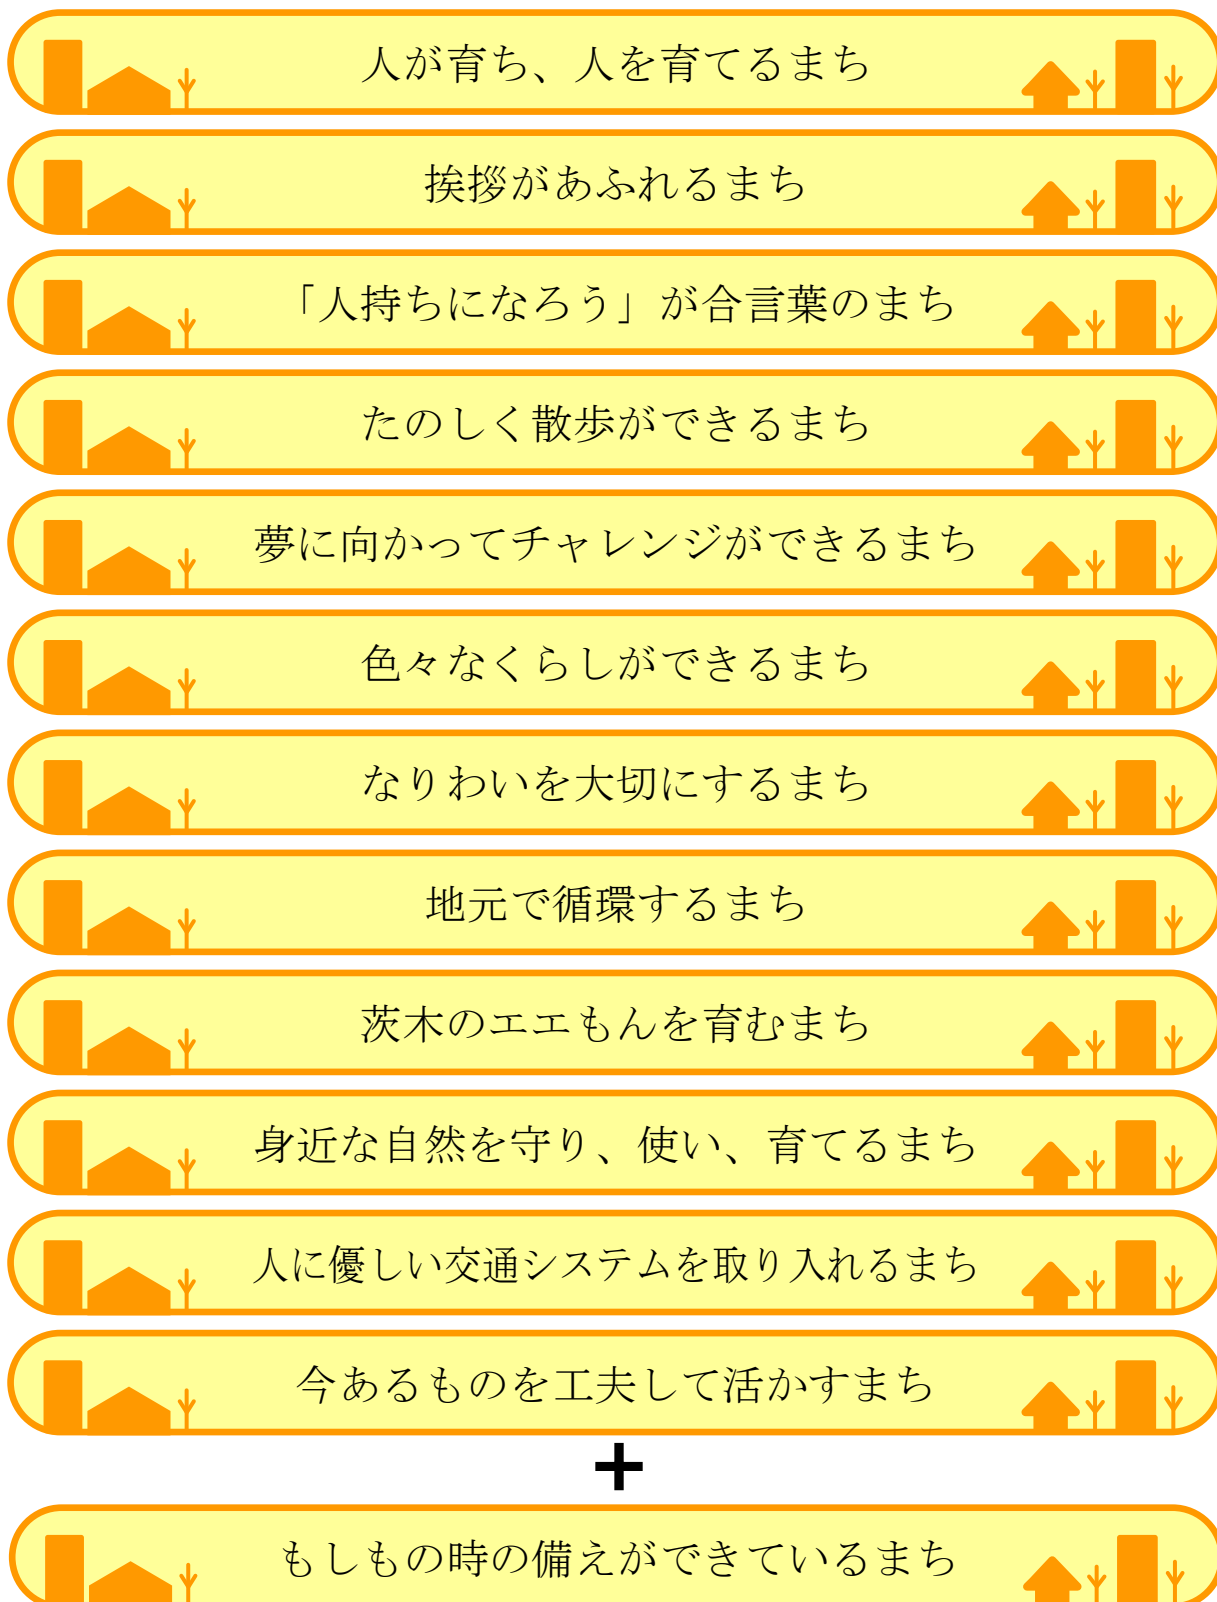 人が育ち、人を育てるまち
挨拶があふれるまち
「人持ちになろう」が合言葉のまち
たのしく散歩ができるまち
夢に向かってチャレンジができるまち
色々なくらしができるまち
なりわいを大切にするまち
地元で循環するまち
茨木のエエもんを育むまち
身近な自然を守り、使い、育てるまち
人に優しい交通システムを取り入れるまち
今あるものを工夫して活かすまち
+
もしもの時の備えができているまち